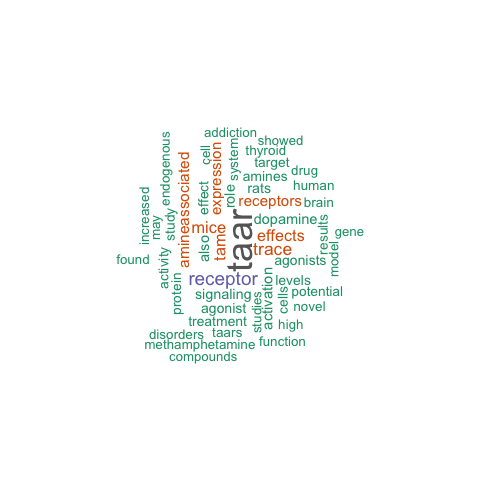 addiction
showed
thyroid
target
drug
amines
human
rats
receptors
brain
dopamine
gene
effects
results
trace
model
agonists
levels
potential
novel
cells
activation
high
function
studies
endogenous
cell
expression
system
role
effect
associated
amine
mice
tame
also
study
may
increased
found
activity
protein
taar
receptor
signaling
agonist
treatment
taars
disorders
methamphetamine
compounds